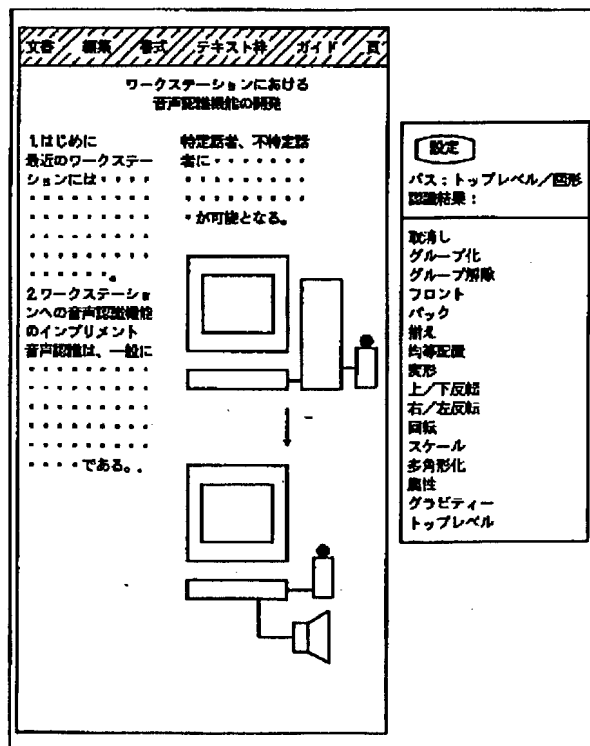 文書 編集 書式 テキスト枠 ガイド 頁
ワークステーションにおける
音声認識機能の開発
1.はじめに
最近のワークステー
ションには・・・・
・・・・・・・・・
・・・・・・・・・
・・・・・・・・・
・・・・・・・・・
・・・・・・。
2.ワークステーショ
ンへの音声認識機能
のインプリメント
音声認識は、一般に
・・・・・・・・・
・・・・・・・・・
・・・・・・・・・
・・・・・・・・・
・・・・・・・・・
・・・・である。
特定話者、不特定話
者に・・・・・・・
・・・・・・・・・
・・・・・・・・・
・が可能となる。
設定
パス：トップレベル／図形
認識結果：
取消し
グループ化
グループ解除
フロント
バック
揃え
均等配置
変形
上／下反転
右／左反転
回転
スケール
多角形化
属性
グラビティー
トップレベル